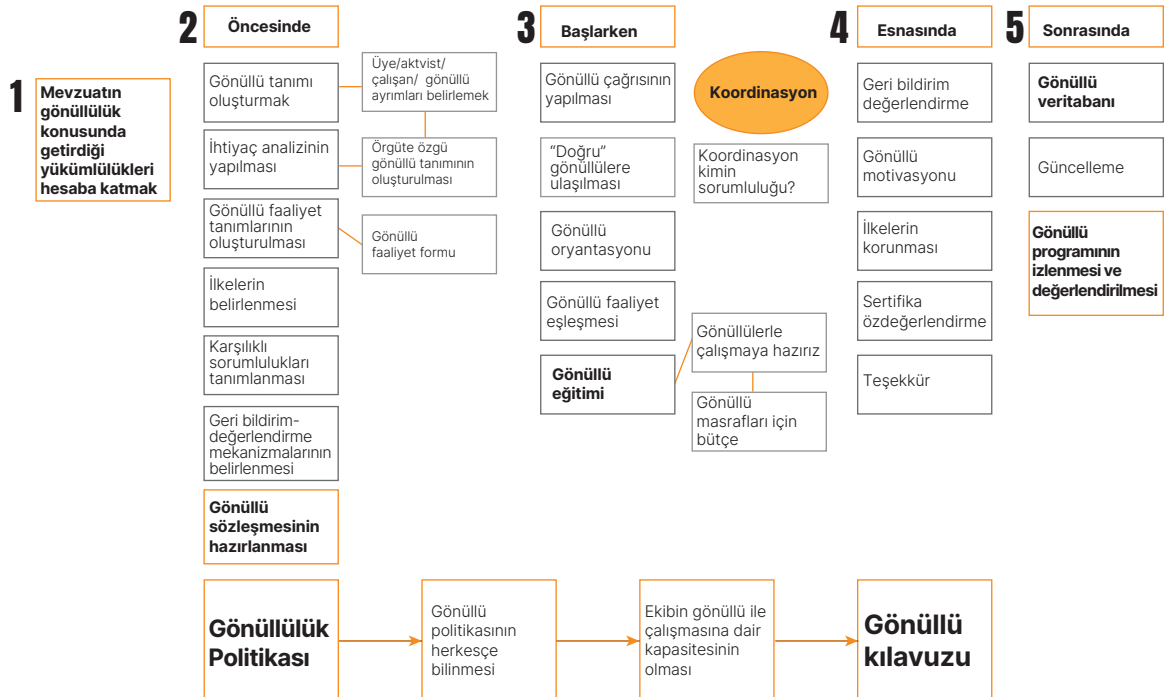 1
Mevzuatın
gönüllülük
konusunda
getirdiği
yükümlülükleri
hesaba katmak
2
Öncesinde
Gönüllü tanımı
oluşturmak
Üye/aktvist/
çalışan/ gönüllü
ayrımları belirlemek
İhtiyaç analizinin
yapılması
Örgüte özgü
gönüllü tanımının
oluşturulması
Gönüllü faaliyet
tanımlarının
oluşturulması
Gönüllü
faaliyet formu
İlkelerin
belirlenmesi
Karşılıklı
sorumlulukları
tanımlanması
Geri bildirim-
değerlendirme
mekanizmalarının
belirlenmesi
Gönüllü
sözleşmesinin
hazırlanması
3
Başlarken
Gönüllü çağrısının
yapılması
Koordinasyon
“Doğru”
gönüllülere
ulaşılması
Koordinasyon
kimin
sorumluluğu?
Gönüllü
oryantasyonu
Gönüllü faaliyet
eşleşmesi
Gönüllü
eğitimi
Gönüllülerle
çalışmaya hazırız
Gönüllü
masrafları için
bütçe
4
Esnasında
Geri bildirim
değerlendirme
Gönüllü
motivasyonu
İlkelerin
korunması
Sertifika
özdeğerlendirme
Teşekkür
5
Sonrasında
Gönüllü
veritabanı
Güncelleme
Gönüllü
programının
izlenmesi ve
değerlendirilmesi
Gönüllülük
Politikası
Gönüllü
politikasının
herkesçe
bilinmesi
Ekibin gönüllü ile
çalışmasına dair
kapasitesinin
olması
Gönüllü
kılavuzu